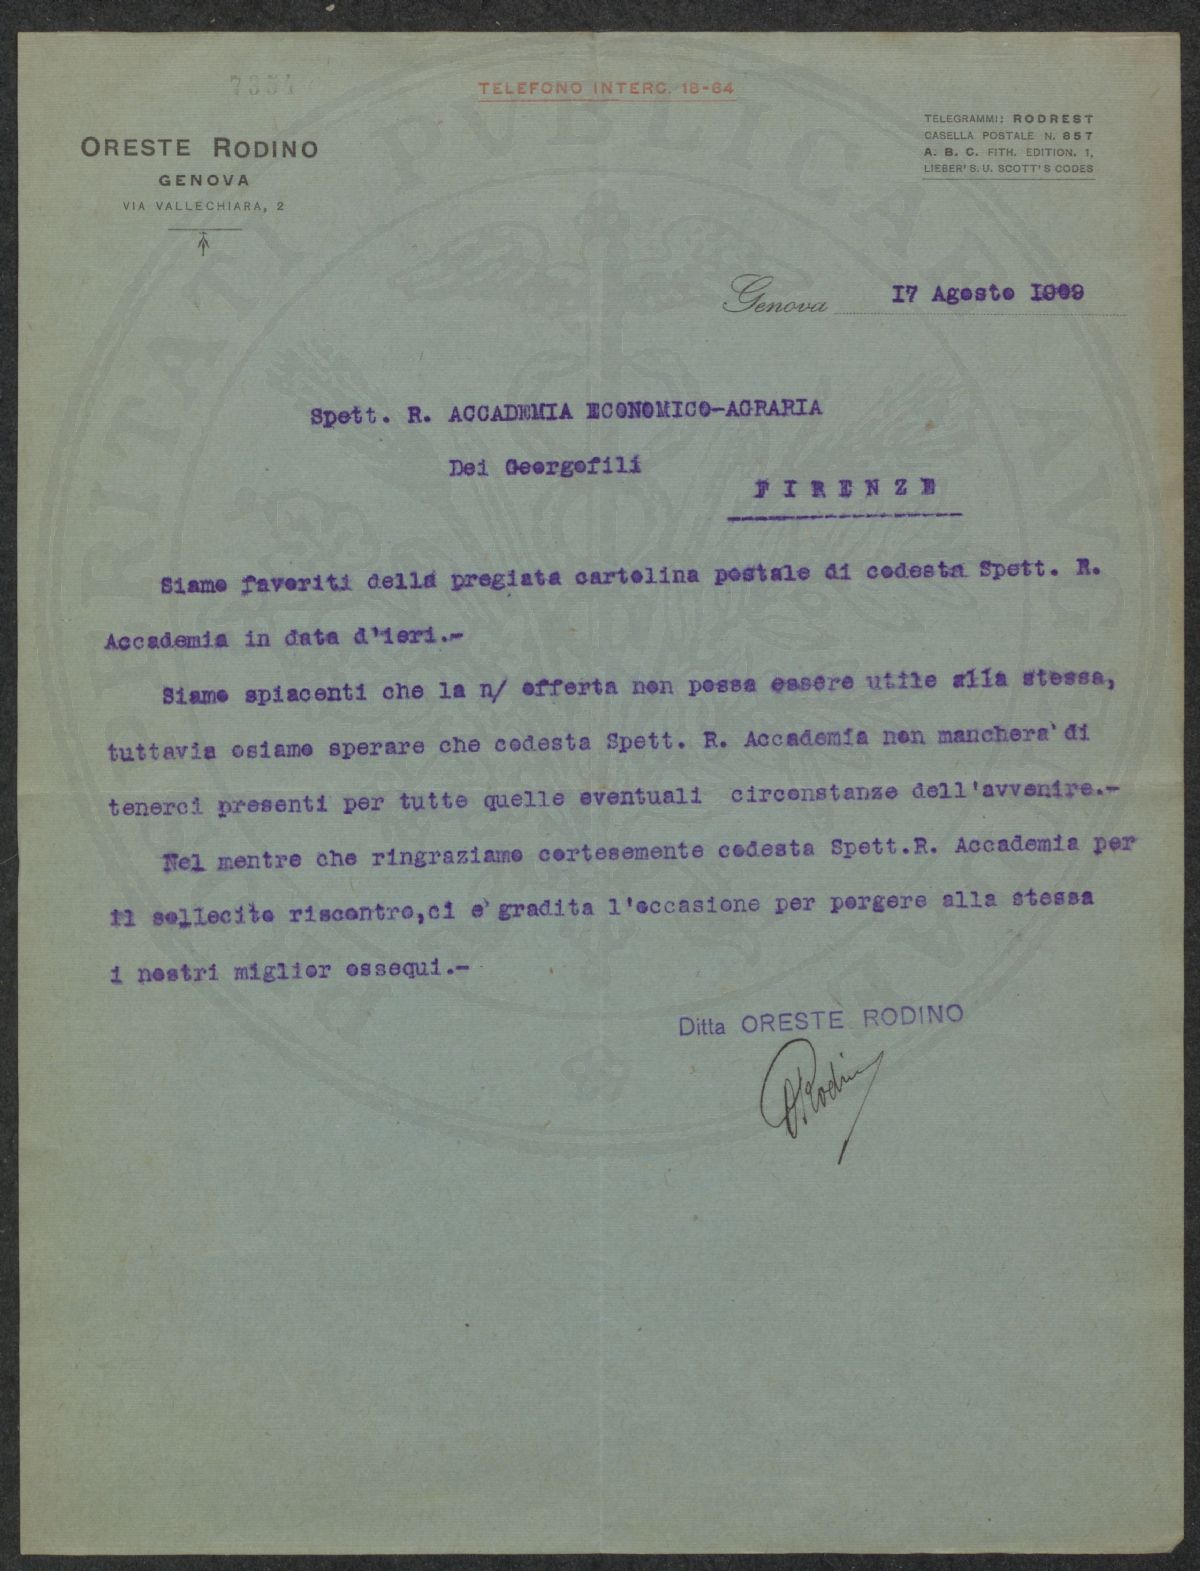 TELEFONO INTERC. 18-64
ORESTE RODINO
GENOVA
VIA VALLECHIARA, 2
TELEGRAMMI: RODREST
CASELLA POSTALE N. 857
A. B. C. FITH. EDITION. 1,
LIEBER'S. U. SCOTT'S CODES
Genova 17 Agosto 1909
Spett. R. ACCADEMIA ECONOMICO-AGRARIA
Dei Georgofili
FIRENZE
Siamo favoriti della pregiata cartolina postale di codesta Spett. R.
Accademia in data d'ieri.-
Siamo spiacenti che la n/ offerta non possa essere utile alla stessa,
tuttavia osiamo sperare che codesta Spett. R. Accademia non mancherà di
tenerci presenti per tutte quelle eventuali circonstanze dell'avvenire.-
Nel mentre che ringraziamo cortesemente codesta Spett.R. Accademia per
il sollecito riscontro,ci è gradita l'occasione per porgere alla stessa
i nostri miglior ossequi.-
Ditta ORESTE RODINO
O. Rodino